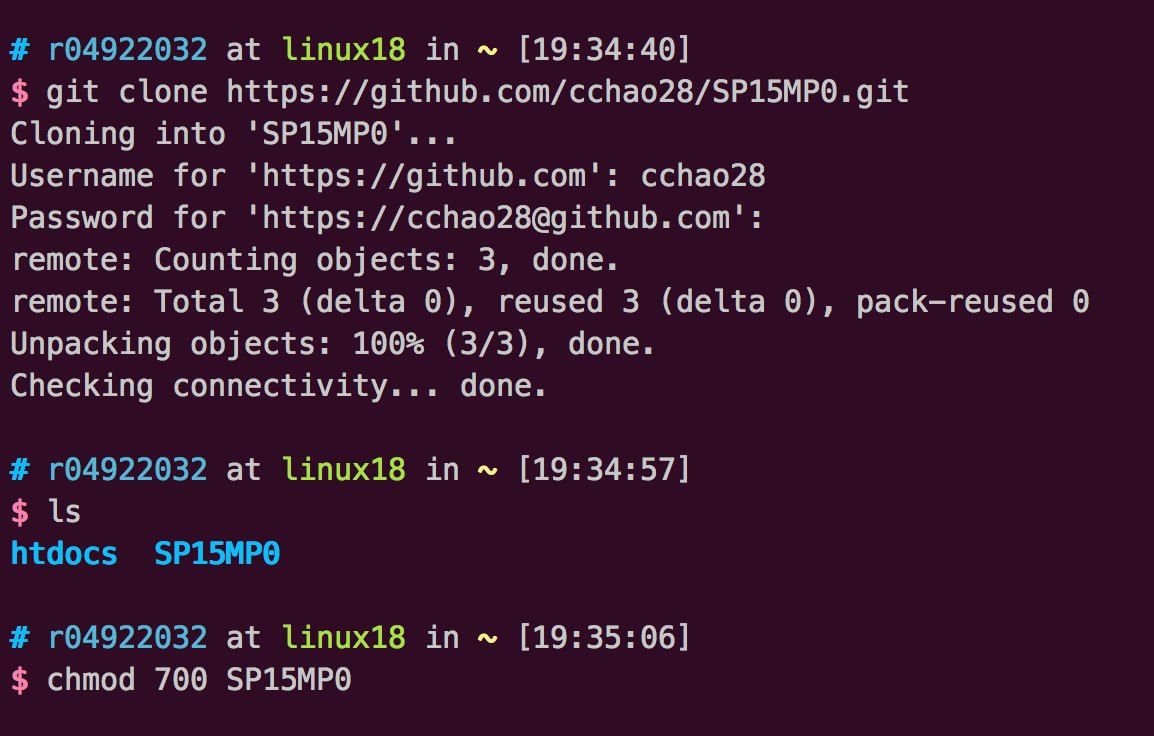 # r04922032 at linux18 in ~ [19:34:40]
$ git clone https://github.com/cchao28/SP15MP0.git
Cloning into 'SP15MP0'...
Username for 'https://github.com': cchao28
Password for 'https://cchao28@github.com':
remote: Counting objects: 3, done.
remote: Total 3 (delta 0), reused 3 (delta 0), pack-reused 0
Unpacking objects: 100% (3/3), done.
Checking connectivity... done.
# r04922032 at linux18 in ~ [19:34:57]
$ ls
htdocs  SP15MP0
# r04922032 at linux18 in ~ [19:35:06]
$ chmod 700 SP15MP0